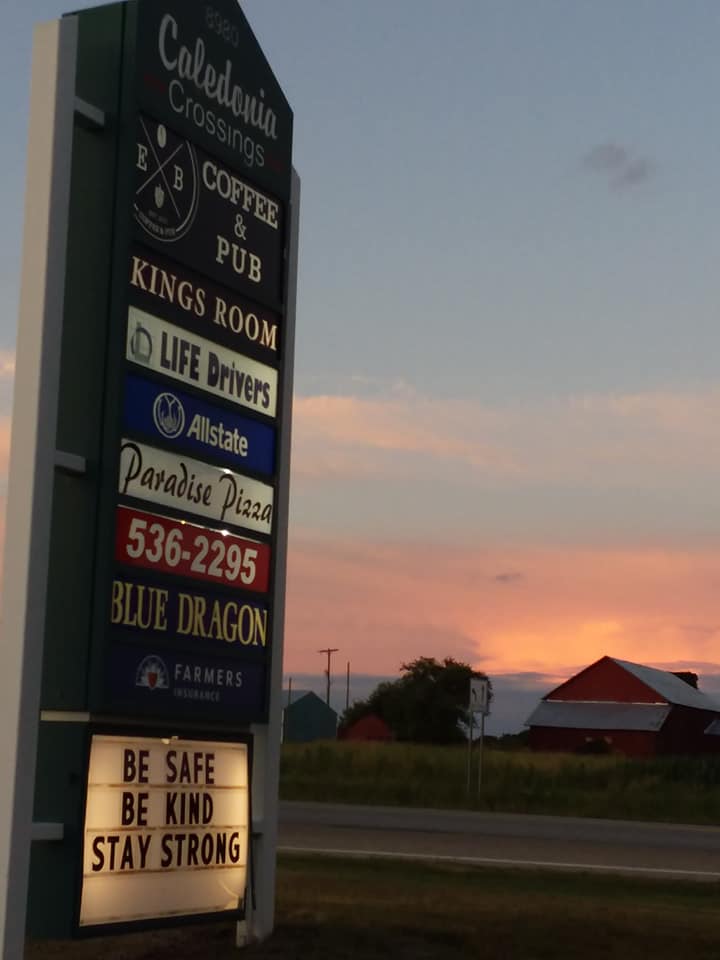 8980
Caledonia
Crossings
E B
COFFEE
&
PUB
KINGS ROOM
LIFE Drivers
Allstate
Paradise Pizza
536-2295
BLUE DRAGON
FARMERS
INSURANCE
BE SAFE
BE KIND
STAY STRONG